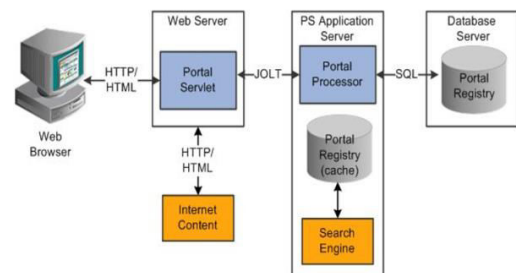 Web Server
PS Application
Server
Database
Server
HTTP/
HTML
Portal
Servlet
JOLT
Portal
Processor
SQL
Portal
Registry
Web
Browser
HTTP/
HTML
Portal
Registry
(cache)
Internet
Content
Search
Engine